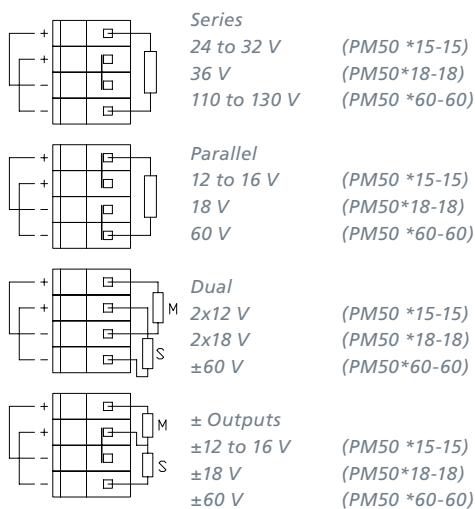 Series
+ 24 to 32 V (PM50 *15-15)
+ 36 V (PM50*18-18)
−
− 110 to 130 V (PM50 *60-60)
Parallel
+ 12 to 16 V (PM50 *15-15)
+ 18 V (PM50*18-18)
−
− 60 V (PM50 *60-60)
Dual
+
+ M 2x12 V (PM50 *15-15)
− 2x18 V (PM50 *18-18)
− S ±60 V (PM50*60-60)
± Outputs
+ M
+ ±12 to 16 V (PM50 *15-15)
− S ±18 V (PM50*18-18)
− ±60 V (PM50 *60-60)